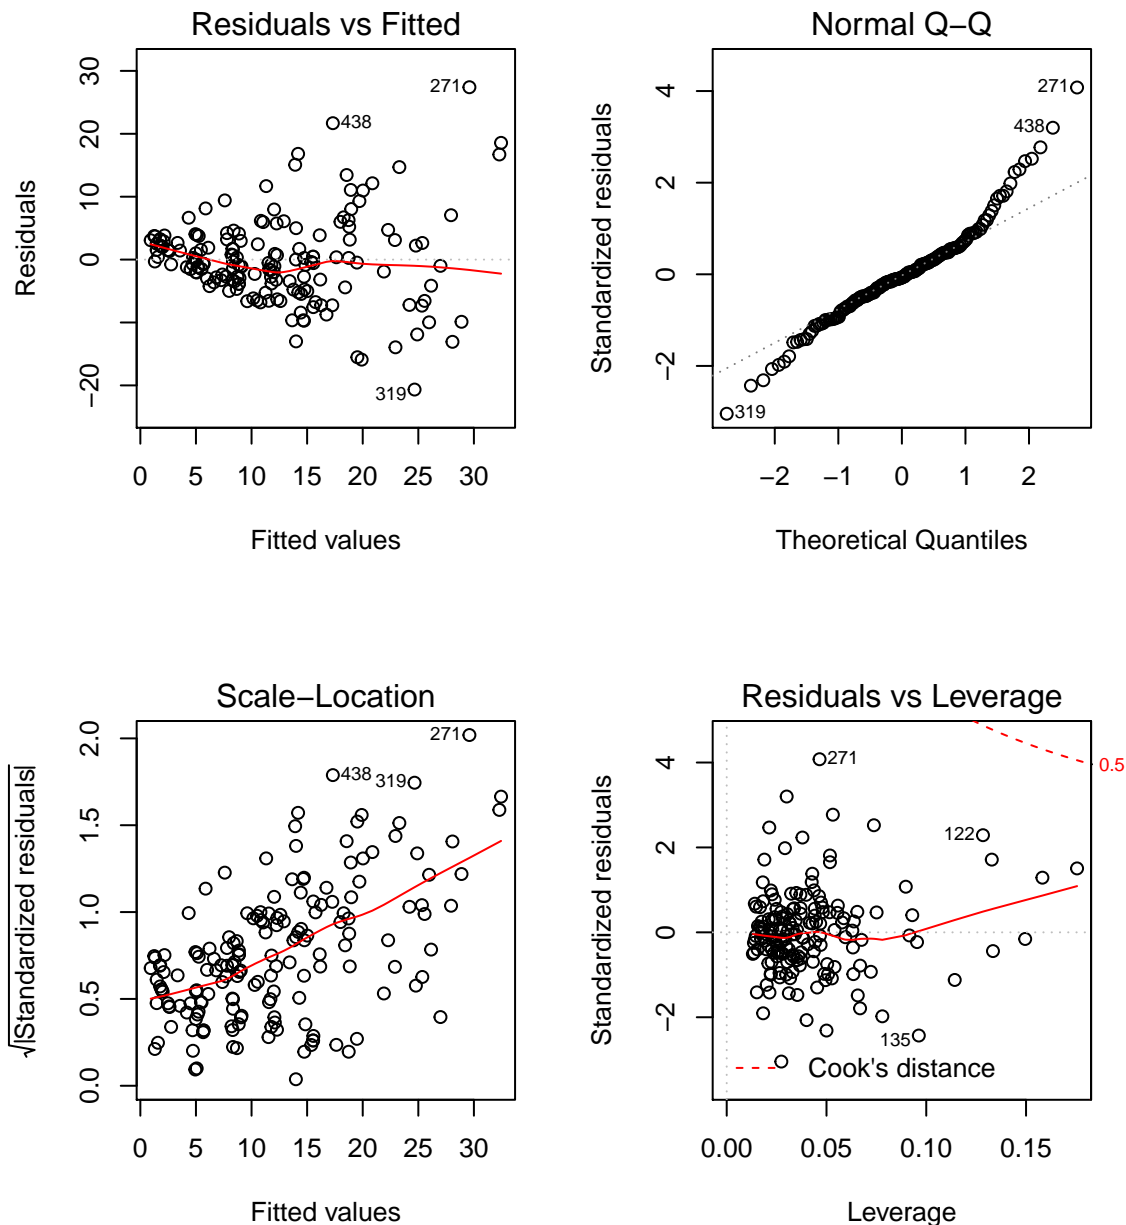 Residuals vs Fitted
Residuals
30
20
10
0
−20
271
438
319
0 5 10 15 20 25 30
Fitted values
Normal Q−Q
Standardized residuals
4
2
0
−2
271
438
319
−2 −1 0 1 2
Theoretical Quantiles
Scale−Location
√|Standardized residuals|
2.0
1.5
1.0
0.5
0.0
271
438
319
0 5 10 15 20 25 30
Fitted values
Residuals vs Leverage
Standardized residuals
4
2
0
−2
271
122
135
0.5
Cook's distance
0.00 0.05 0.10 0.15
Leverage